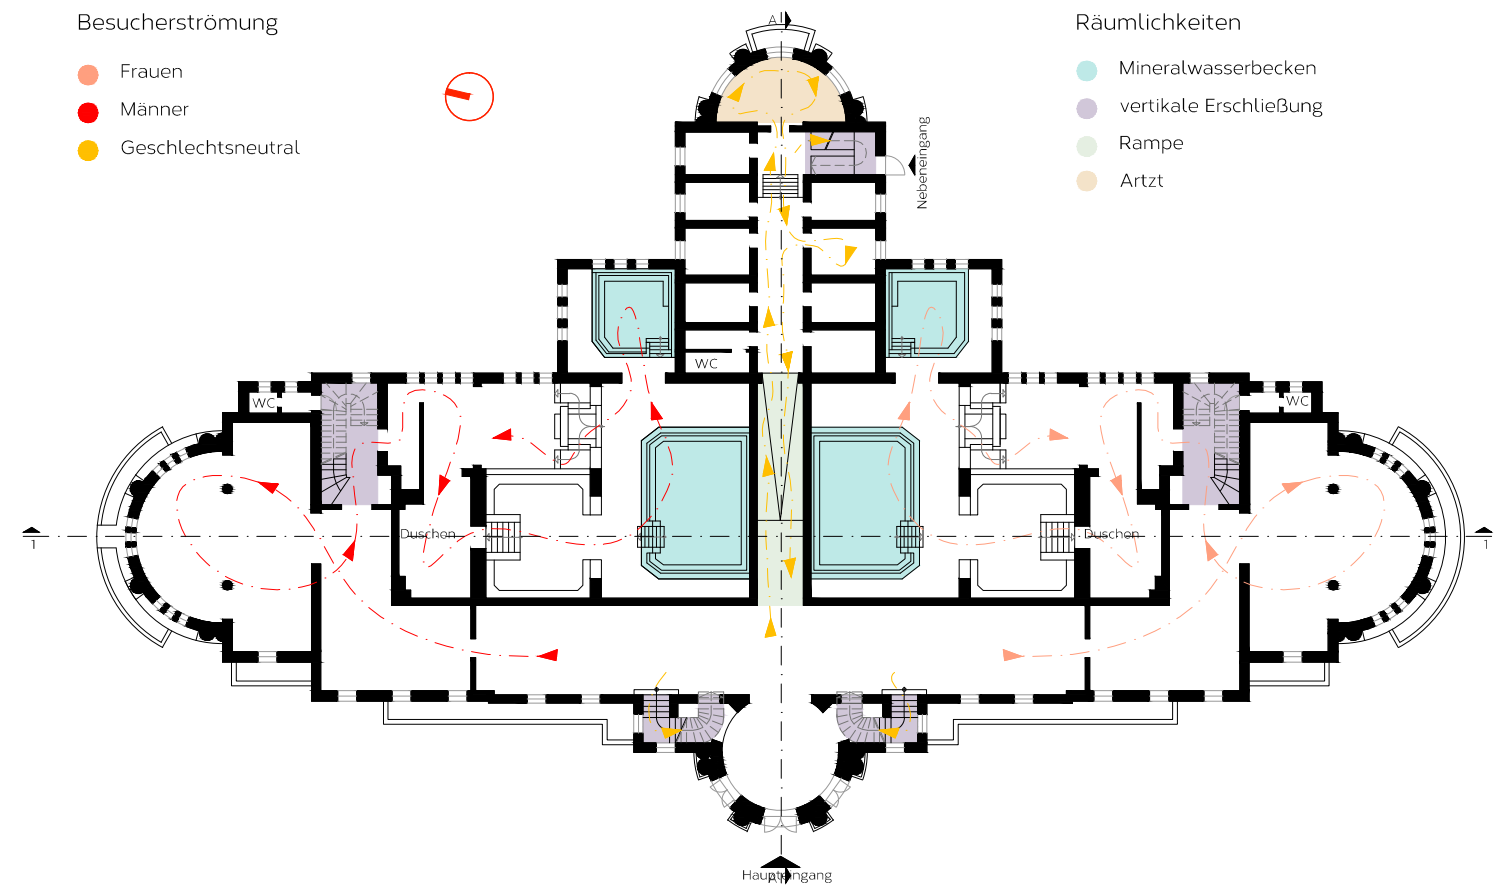 Besucherströmung
Frauen
Männer
Geschlechtsneutral
Räumlichkeiten
Mineralwasserbecken
vertikale Erschließung
Rampe
Artzt
A
Nebeneingang
WC
WC
WC
Duschen
Duschen
1
1
Haupteingang
A